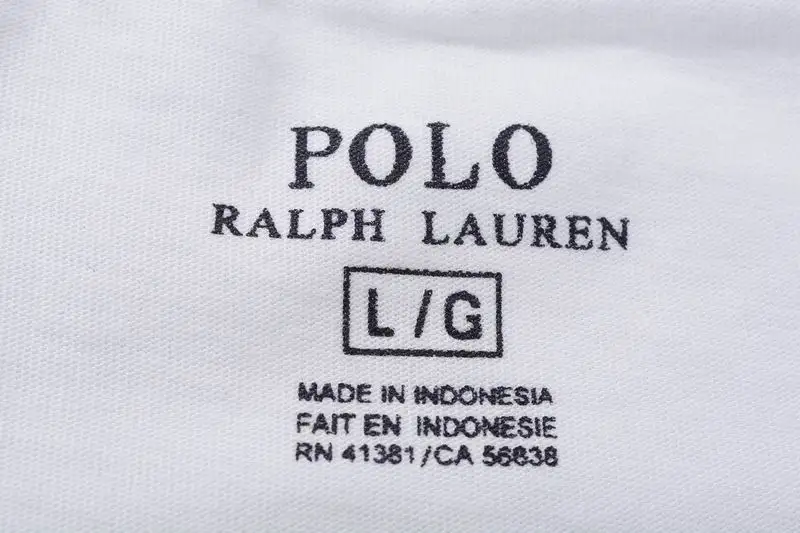 POLO
RALPH LAUREN
L/G
MADE IN INDONESIA
FAIT EN INDONESIE
RN 41381/CA 56838